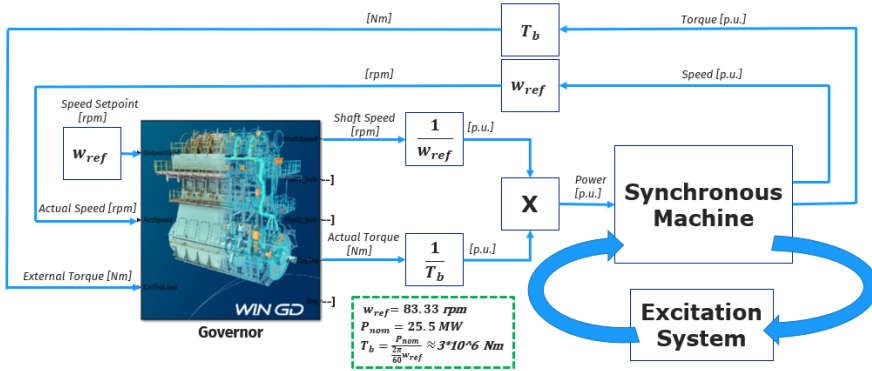 [Nm]
T_b
Torque [p.u.]
[rpm]
w_ref
Speed [p.u.]
Speed Setpoint
[rpm]
w_ref
Shaft Speed
[rpm]
1
w_ref
[p.u.]
ShaftSpeed
Actual Speed [rpm]
X
Power
[p.u.]
Synchronous
Machine
Actual Torque
[Nm]
1
T_b
[p.u.]
External Torque [Nm]
WIN GD
Governor
w_ref = 83.33 rpm
P_nom = 25.5 MW
T_b = P_nom / (2π/60 w_ref) ≈ 3*10^6 Nm
Excitation
System